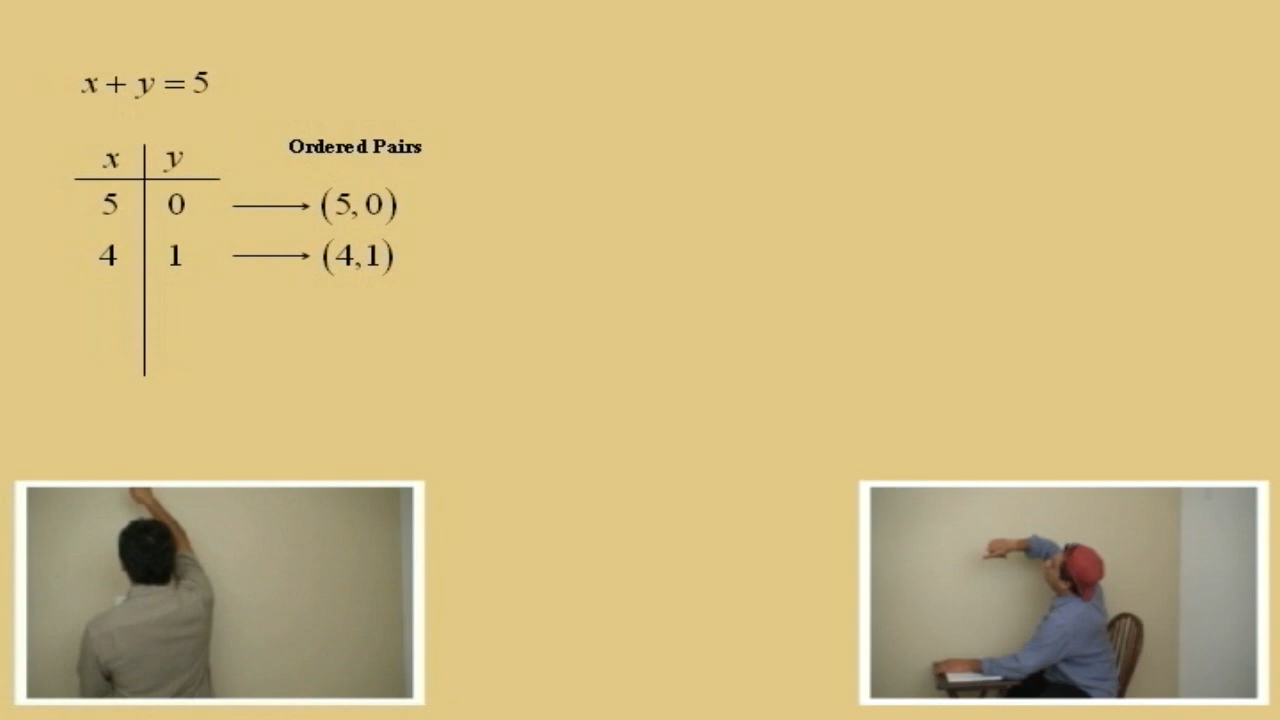 x + y = 5
x y Ordered Pairs
5 0 (5, 0)
4 1 (4,1)